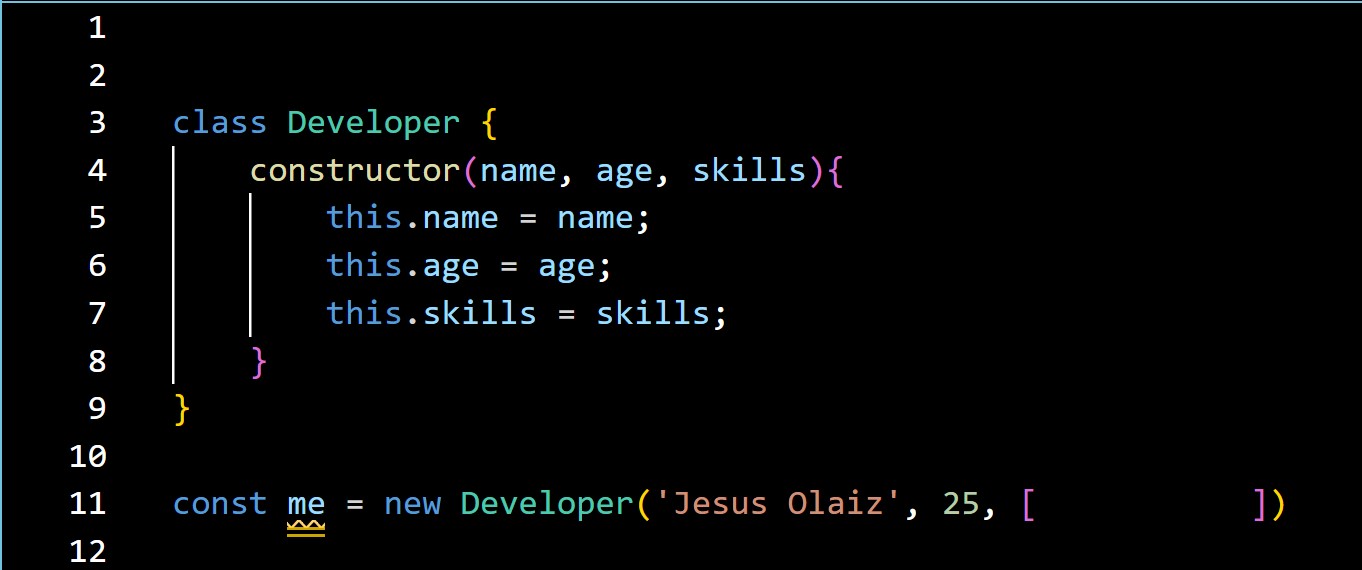 1
2
3 class Developer {
4     constructor(name, age, skills){
5         this.name = name;
6         this.age = age;
7         this.skills = skills;
8     }
9 }
10
11 const me = new Developer('Jesus Olaiz', 25, [           ])
12